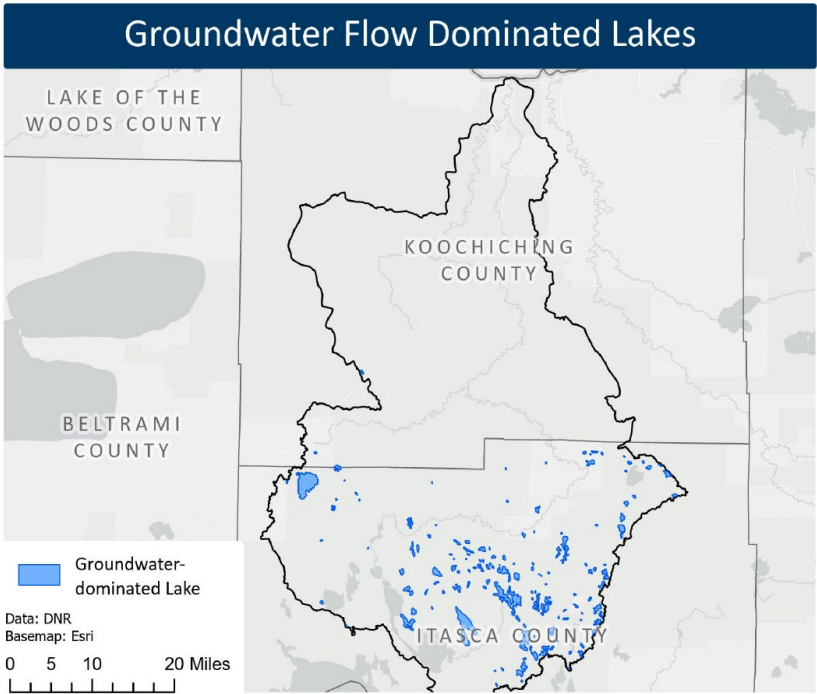 Groundwater Flow Dominated Lakes
LAKE OF THE
WOODS COUNTY
KOOCHICHING
COUNTY
BELTRAMI
COUNTY
Groundwater-
dominated Lake
Data: DNR
Basemap: Esri
ITASCA COUNTY
0 5 10 20 Miles